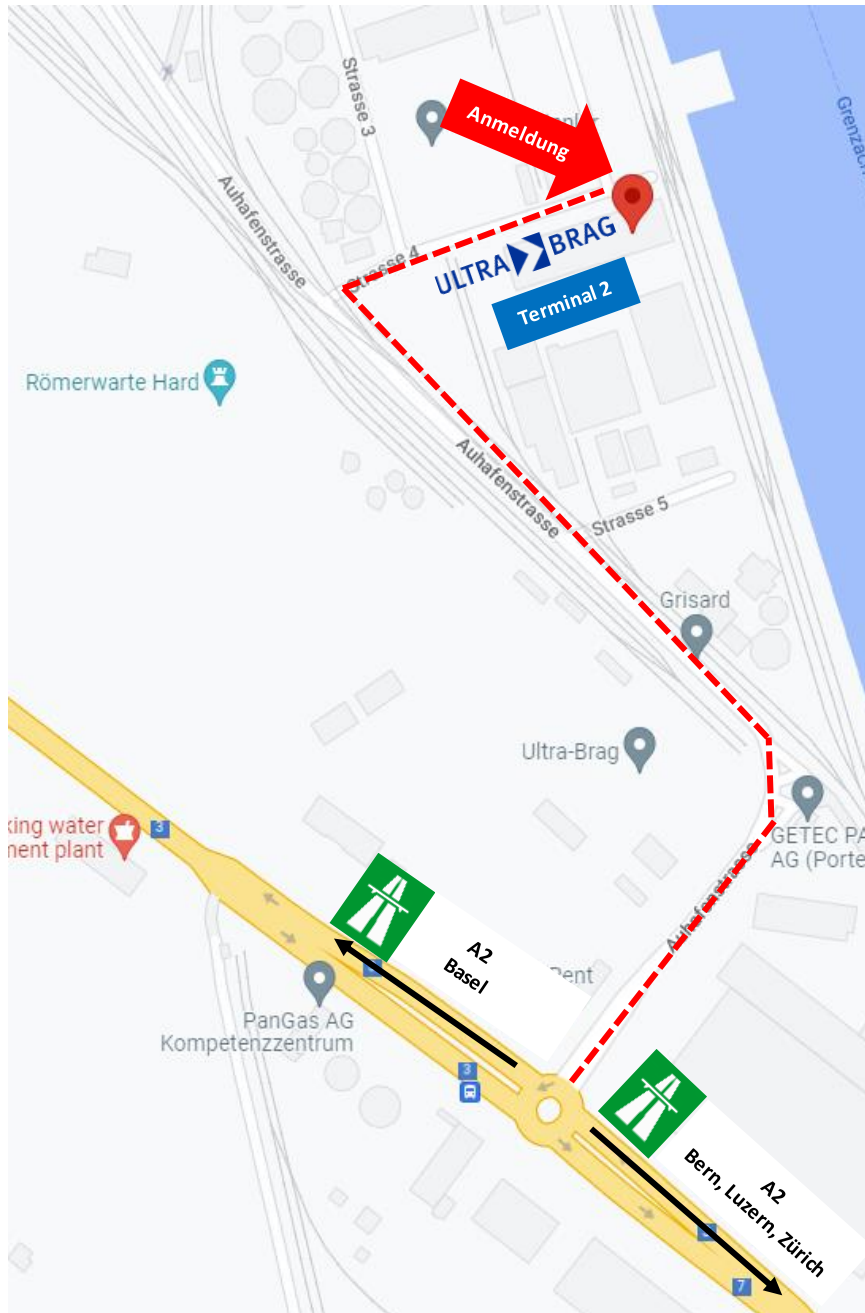 Strasse 3
Anmeldung
Grenzach
Auhafenstrasse
Strasse 4
ULTRA BRAG
Terminal 2
Römerwarte Hard
Auhafenstrasse
Strasse 5
Grisard
Ultra-Brag
3
king water
ment plant
GETEC PA
AG (Porte
Auhafenstrasse
A2
Basel
Pent
PanGas AG
Kompetenzzentrum
3
A2
Bern, Luzern, Zürich
7